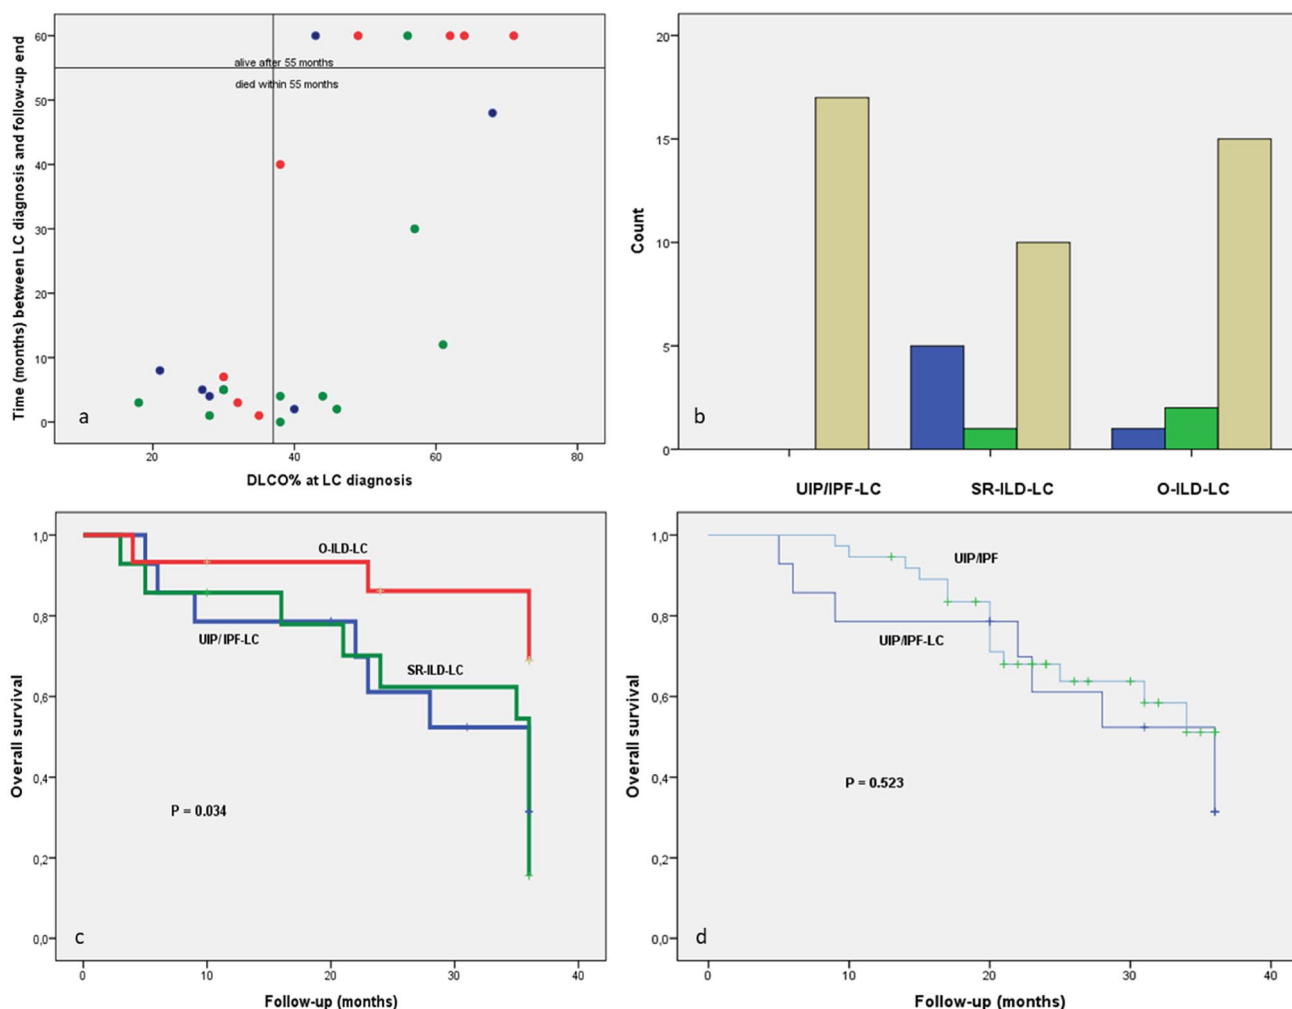 Time (months) between LC diagnosis and follow-up end
60
50
40
30
20
10
0
alive after 55 months
died within 55 months
a
20
40
60
80
DLCO% at LC diagnosis
Count
20
15
10
5
0
b
UIP/IPF-LC
SR-ILD-LC
O-ILD-LC
Overall survival
1,0
0,8
0,6
0,4
0,2
0,0
O-ILD-LC
UIP/ IPF-LC
SR-ILD-LC
P = 0.034
c
0
10
20
30
40
Follow-up (months)
Overall survival
1,0
0,8
0,6
0,4
0,2
0,0
UIP/IPF
UIP/IPF-LC
P = 0.523
d
0
10
20
30
40
Follow-up (months)